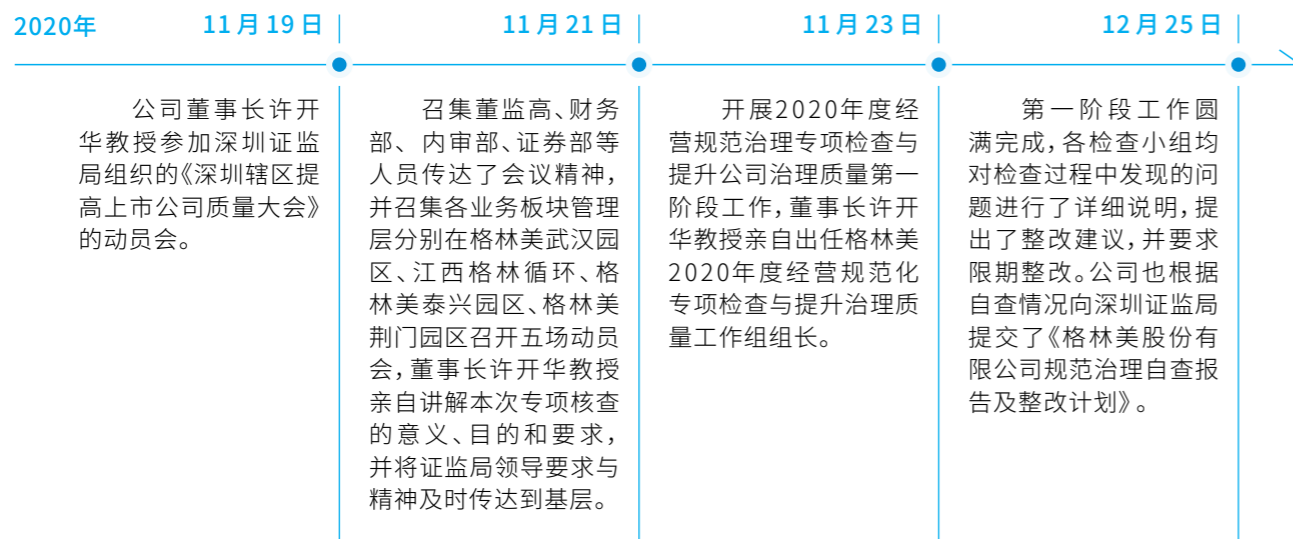 2020年
11月19日
公司董事长许开
华教授参加深圳证监
局组织的《深圳辖区提
高上市公司质量大会》
的动员会。
11月21日
召集董监高、财务
部、内审部、证券部等
人员传达了会议精神，
并召集各业务板块管理
层分别在格林美武汉园
区、江西格林循环、格
林美泰兴园区、格林美
荆门园区召开五场动员
会，董事长许开华教授
亲自讲解本次专项核查
的意义、目的和要求，
并将证监局领导要求与
精神及时传达到基层。
11月23日
开展2020年度经
营规范治理专项检查与
提升公司治理质量第一
阶段工作，董事长许开
华教授亲自出任格林美
2020年度经营规范化
专项检查与提升治理质
量工作组组长。
12月25日
第一阶段工作圆
满完成，各检查小组均
对检查过程中发现的问
题进行了详细说明，提
出了整改建议，并要求
限期整改。公司也根据
自查情况向深圳证监局
提交了《格林美股份有
限公司规范治理自查报
告及整改计划》。